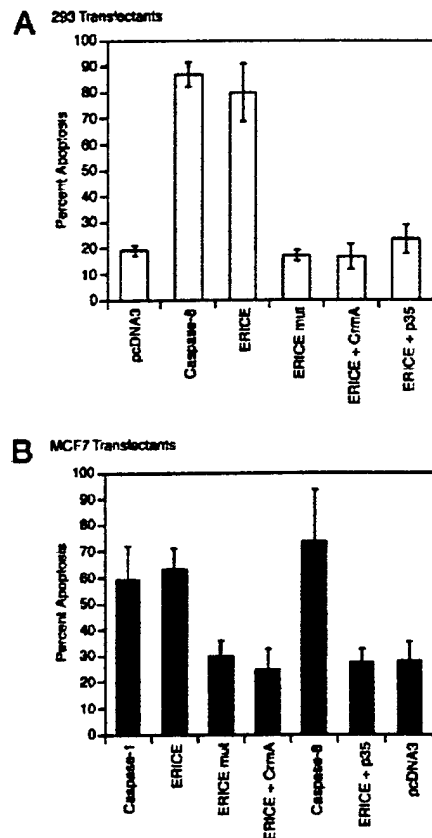 A 293 Transfectants
Percent Apoptosis
100
90
80
70
60
50
40
30
20
10
0
pcDNA3
Caspase-8
ERICE
ERICE mut
ERICE + CrmA
ERICE + p35
B MCF7 Transfectants
Percent Apoptosis
100
90
80
70
60
50
40
30
20
10
0
Caspase-1
ERICE
ERICE mut
ERICE + CrmA
Caspase-8
ERICE + p35
pcDNA3